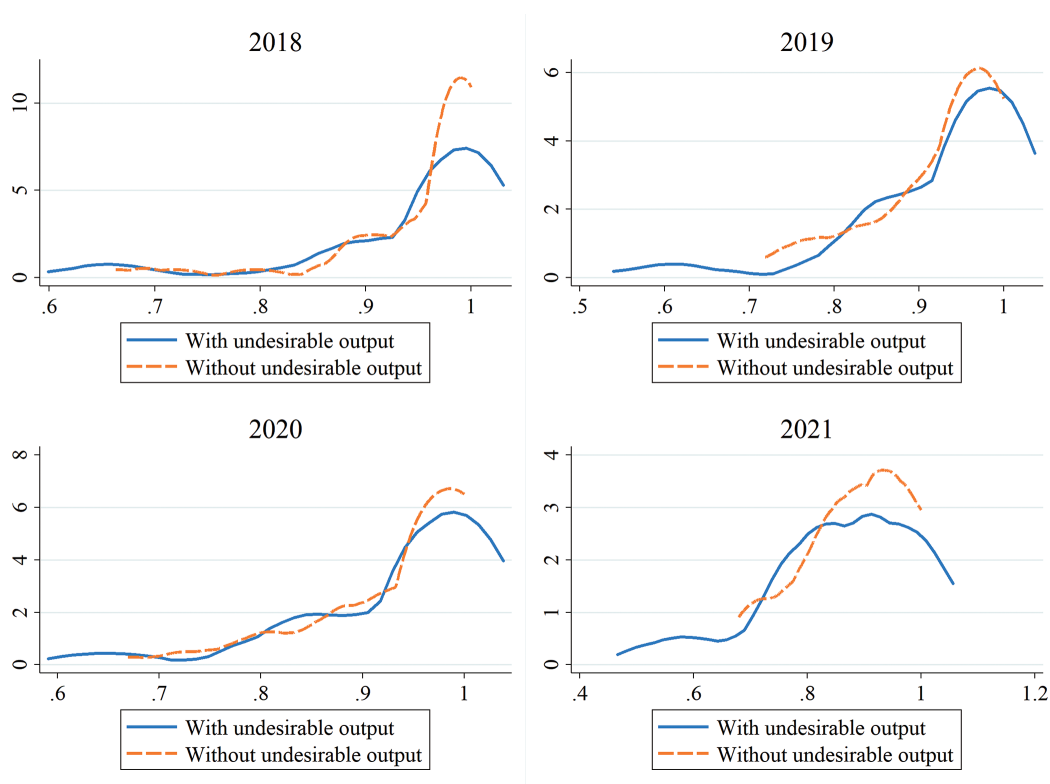 2018
10
5
0
.6 .7 .8 .9 1
With undesirable output
Without undesirable output
2019
6
4
2
0
.5 .6 .7 .8 .9 1
With undesirable output
Without undesirable output
2020
8
6
4
2
0
.6 .7 .8 .9 1
With undesirable output
Without undesirable output
2021
4
3
2
1
0
.4 .6 .8 1 1.2
With undesirable output
Without undesirable output